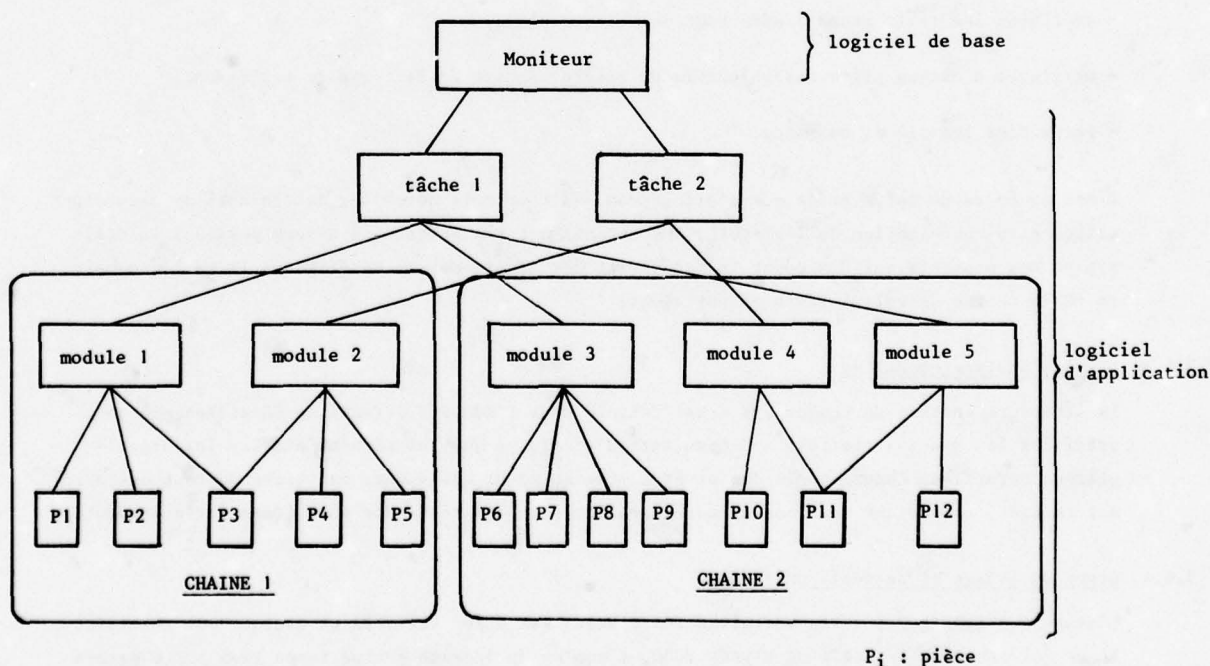 Moniteur
logiciel de base
tâche 1
tâche 2
module 1
module 2
module 3
module 4
module 5
logiciel
d'application
P1
P2
P3
P4
P5
P6
P7
P8
P9
P10
P11
P12
CHAINE 1
CHAINE 2
Pi : pièce